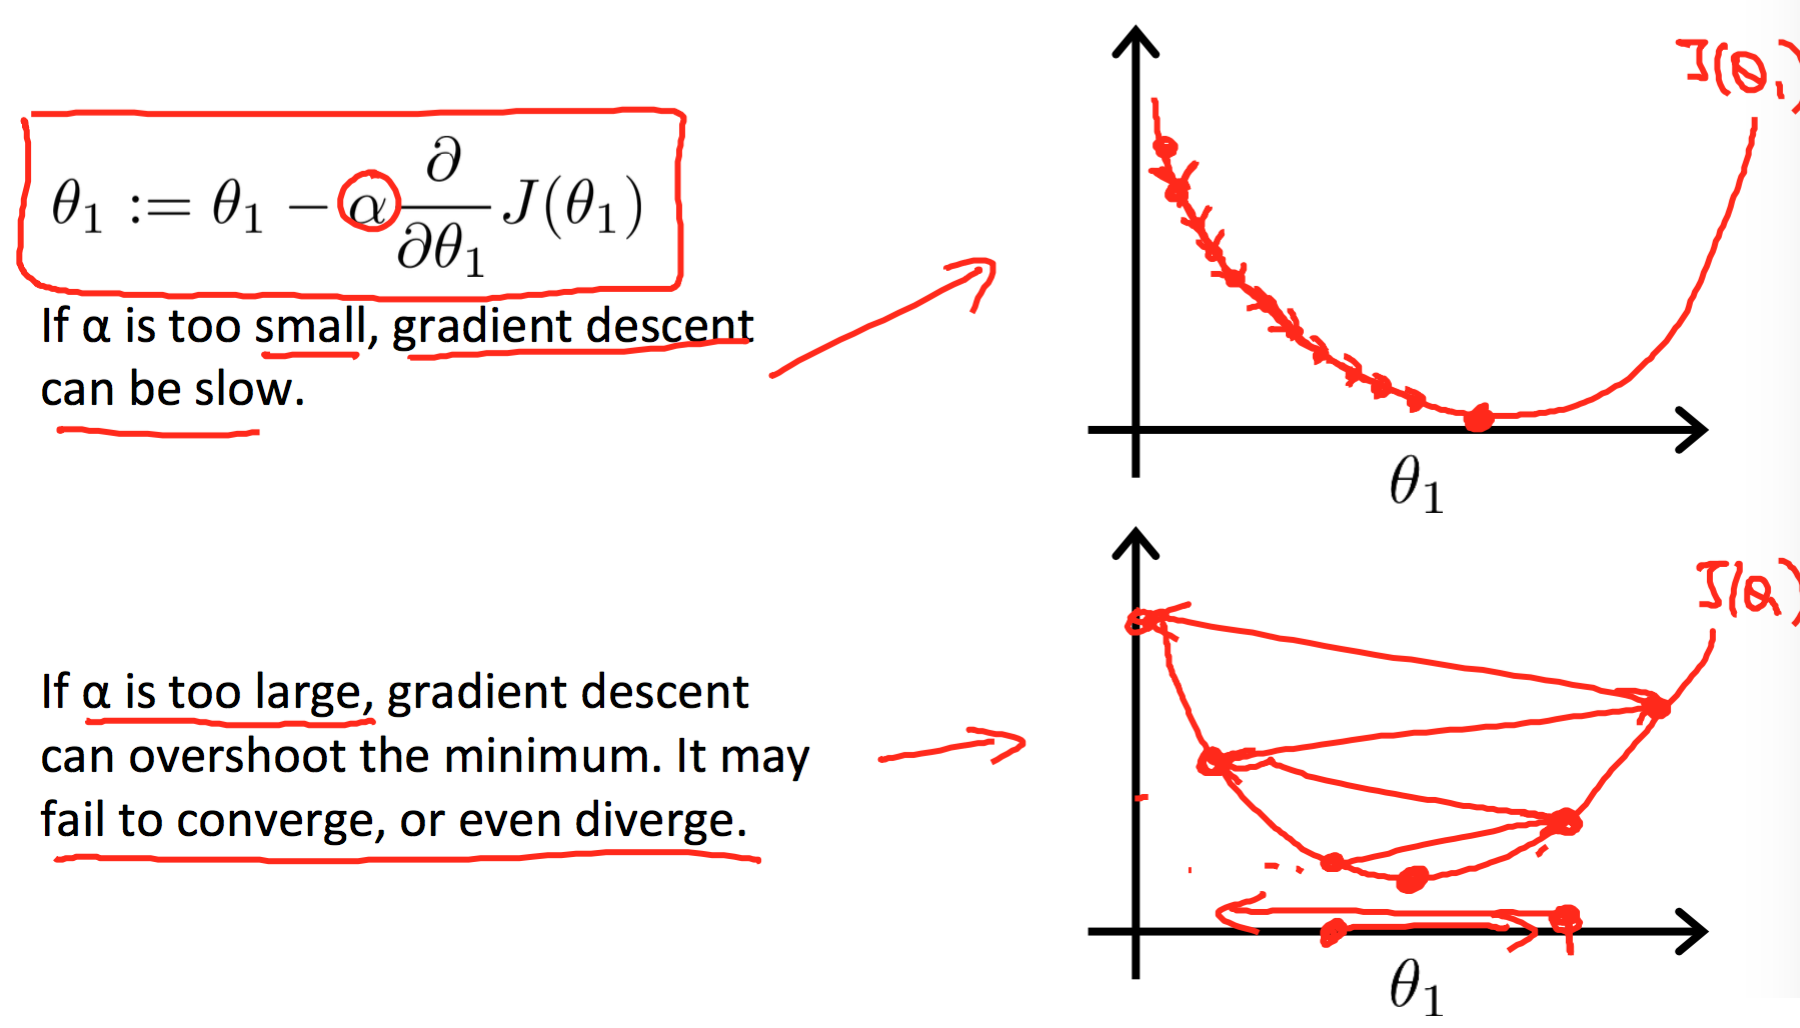 θ₁ := θ₁ − α ∂/∂θ₁ J(θ₁)
If α is too small, gradient descent
can be slow.
J(θ₁)
θ₁
If α is too large, gradient descent
can overshoot the minimum. It may
fail to converge, or even diverge.
J(θ₁)
θ₁